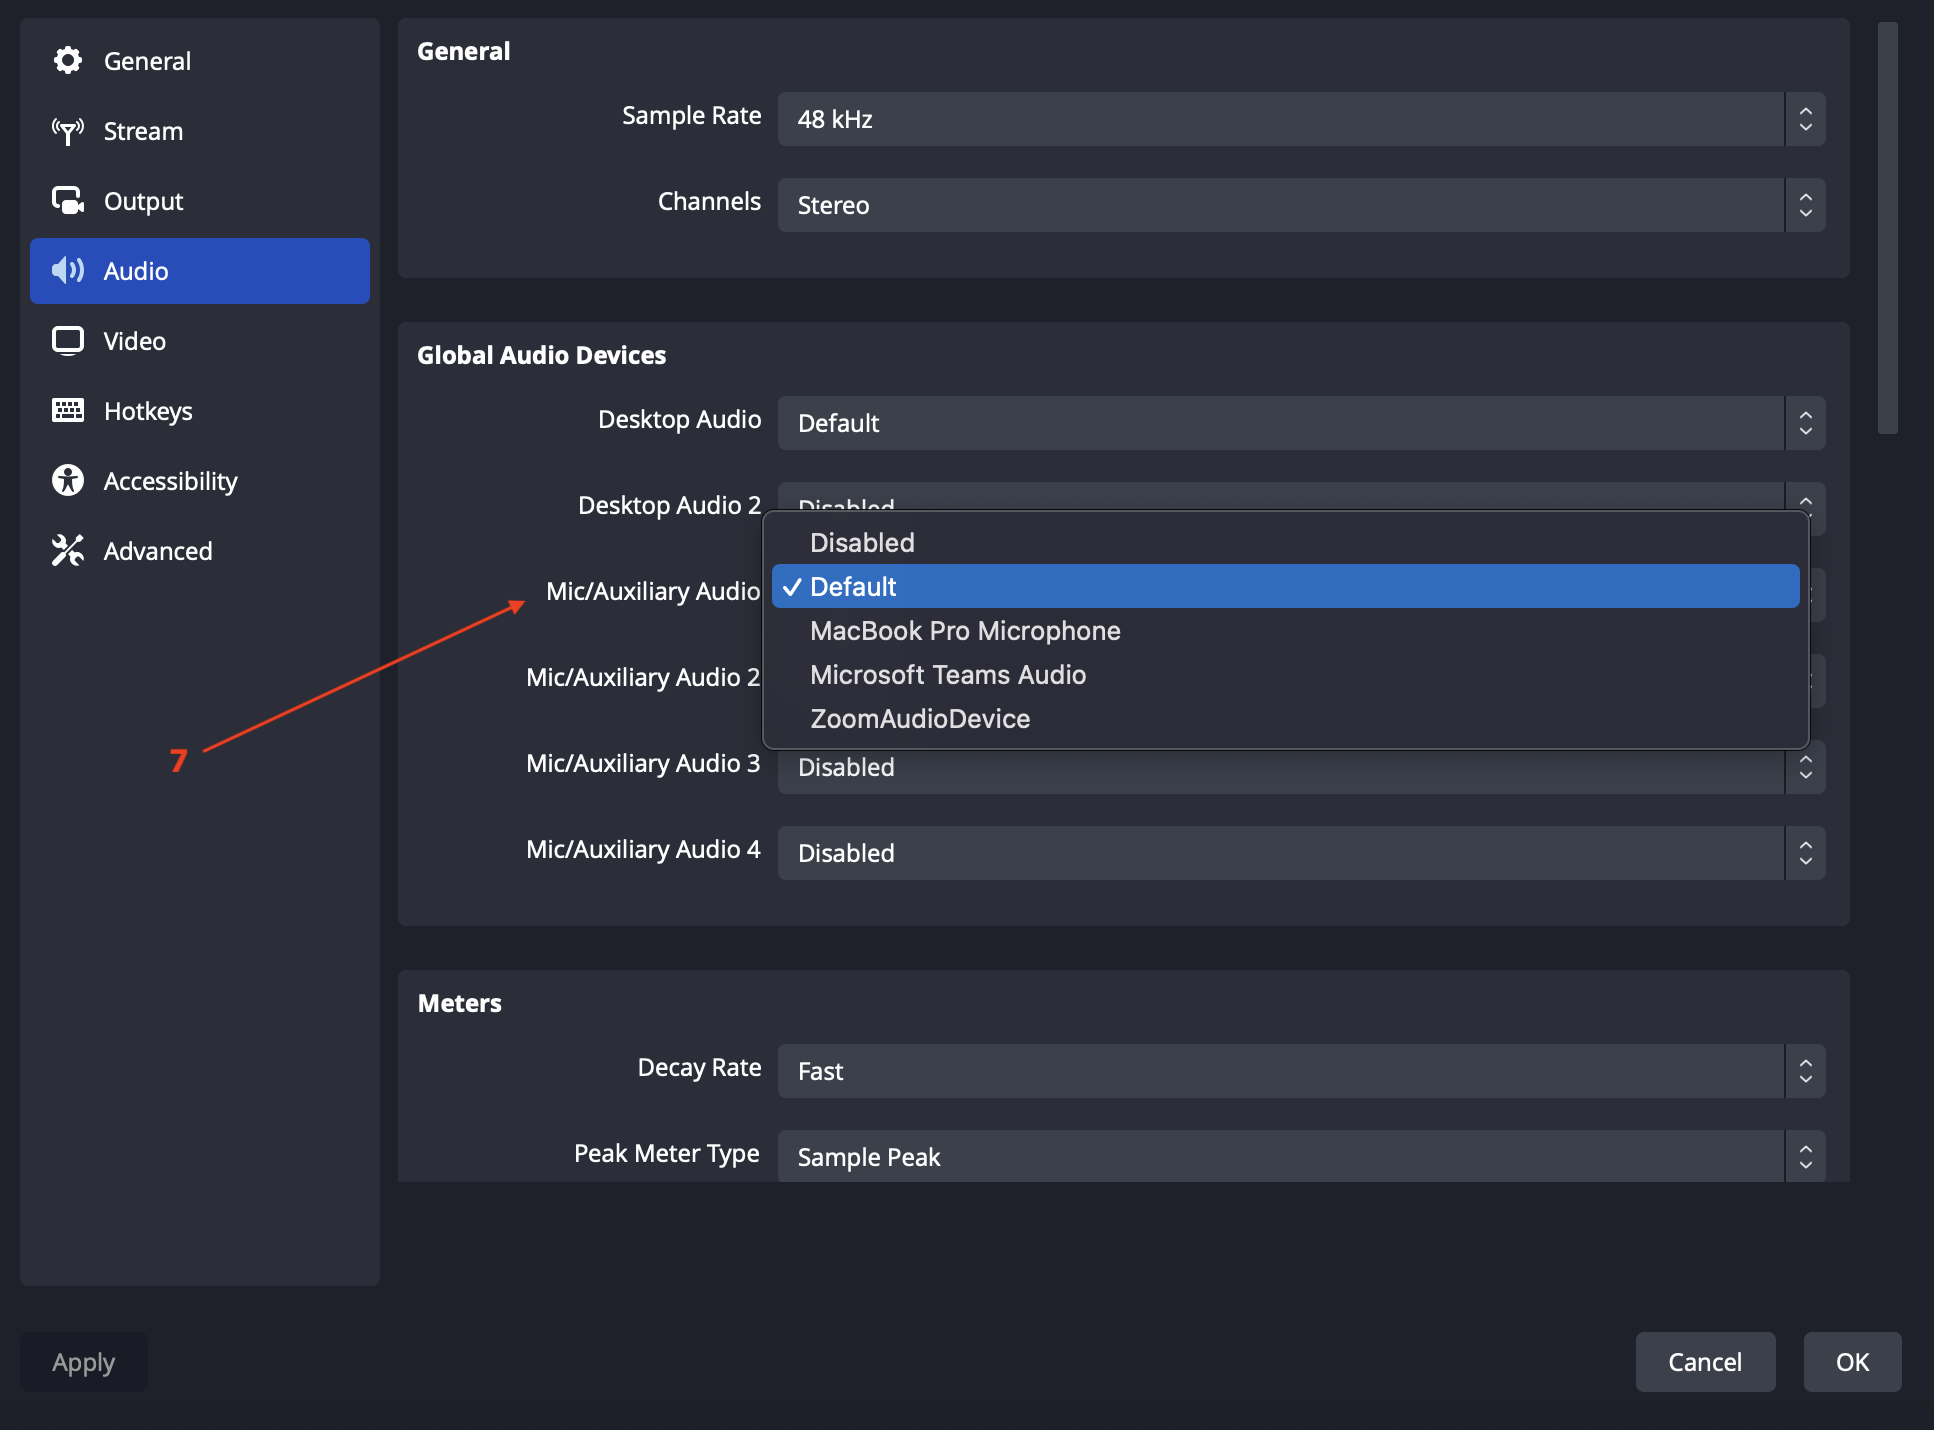 General
Stream
Output
Audio
Video
Hotkeys
Accessibility
Advanced
General
Sample Rate 48 kHz
Channels Stereo
Global Audio Devices
Desktop Audio Default
Desktop Audio 2 Disabled
Mic/Auxiliary Audio
Disabled
✓ Default
MacBook Pro Microphone
Microsoft Teams Audio
ZoomAudioDevice
Mic/Auxiliary Audio 2
7
Mic/Auxiliary Audio 3 Disabled
Mic/Auxiliary Audio 4 Disabled
Meters
Decay Rate Fast
Peak Meter Type Sample Peak
Apply
Cancel
OK